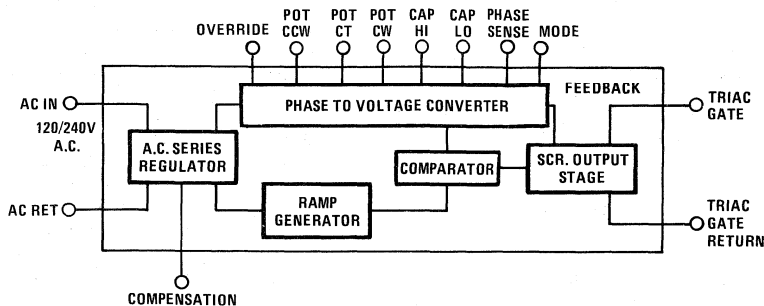 OVERRIDE
POT
CCW
POT
CT
POT
CW
CAP
HI
CAP
LO
PHASE
SENSE
MODE
AC IN
120/240V
A.C.
AC RET
PHASE TO VOLTAGE CONVERTER
FEEDBACK
TRIAC
GATE
A.C. SERIES
REGULATOR
COMPARATOR
SCR. OUTPUT
STAGE
RAMP
GENERATOR
TRIAC
GATE
RETURN
COMPENSATION